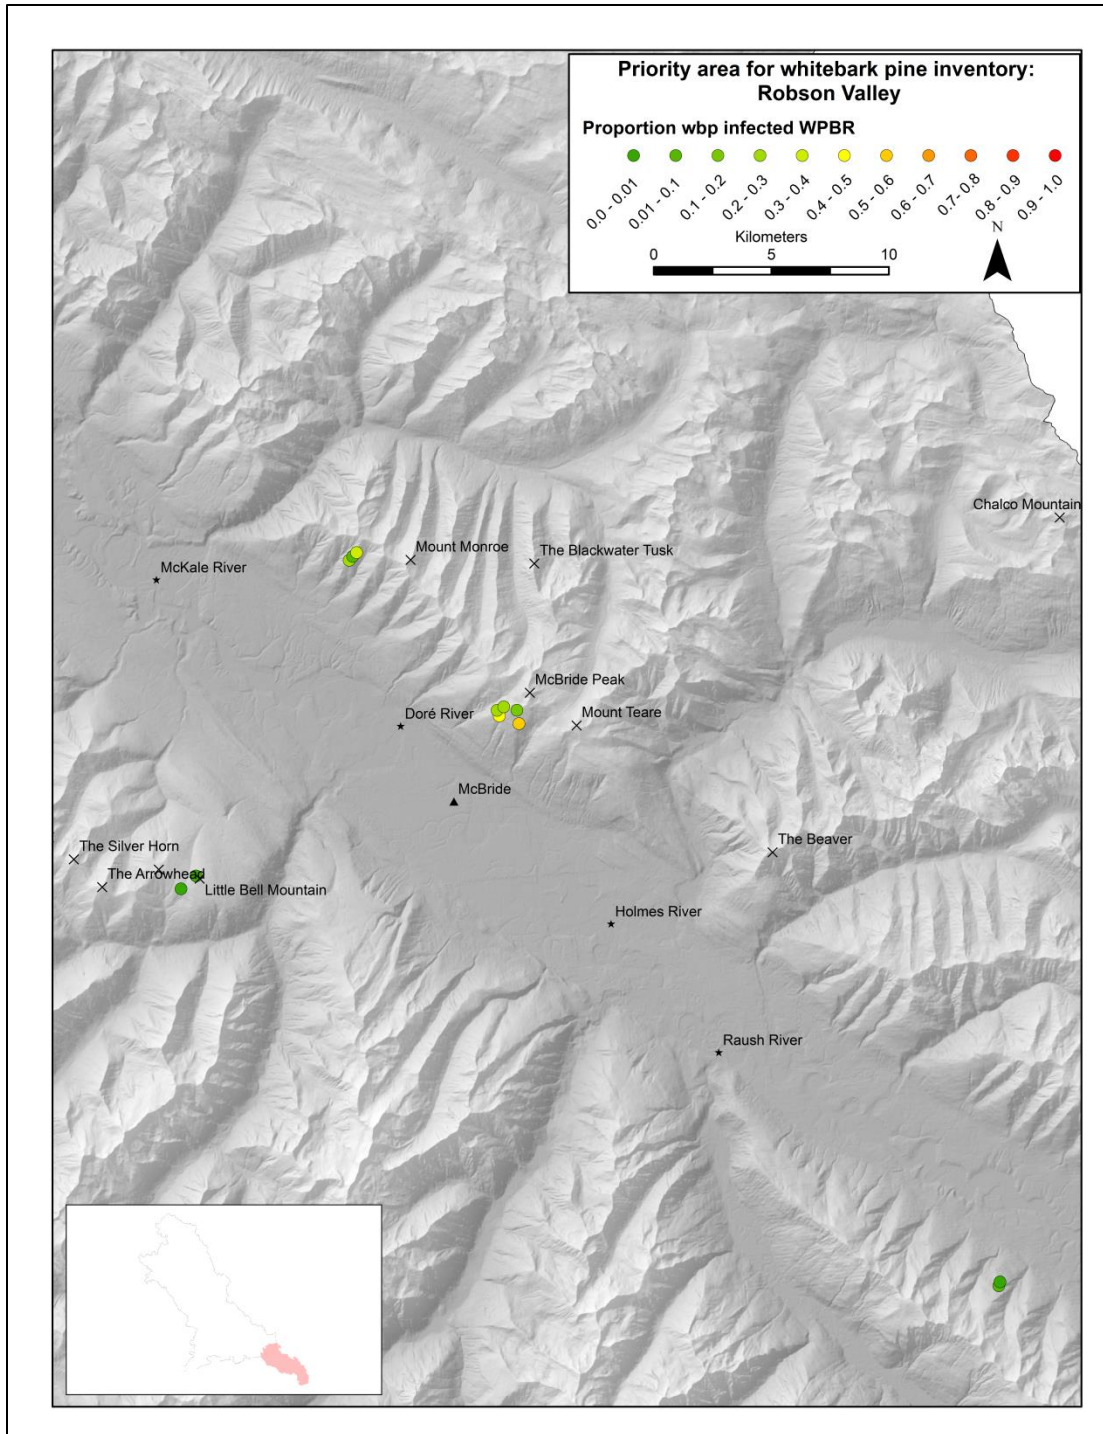 Priority area for whitebark pine inventory:
Robson Valley
Proportion wbp infected WPBR
0.0 - 0.01
0.01 - 0.1
0.1 - 0.2
0.2 - 0.3
0.3 - 0.4
0.4 - 0.5
0.5 - 0.6
0.6 - 0.7
0.7 - 0.8
0.8 - 0.9
0.9 - 1.0
Kilometers
N
0 5 10
Chalco Mountain
Mount Monroe
The Blackwater Tusk
McKale River
McBride Peak
Doré River
Mount Teare
McBride
The Silver Horn
The Beaver
The Arrowhead
Little Bell Mountain
Holmes River
Raush River